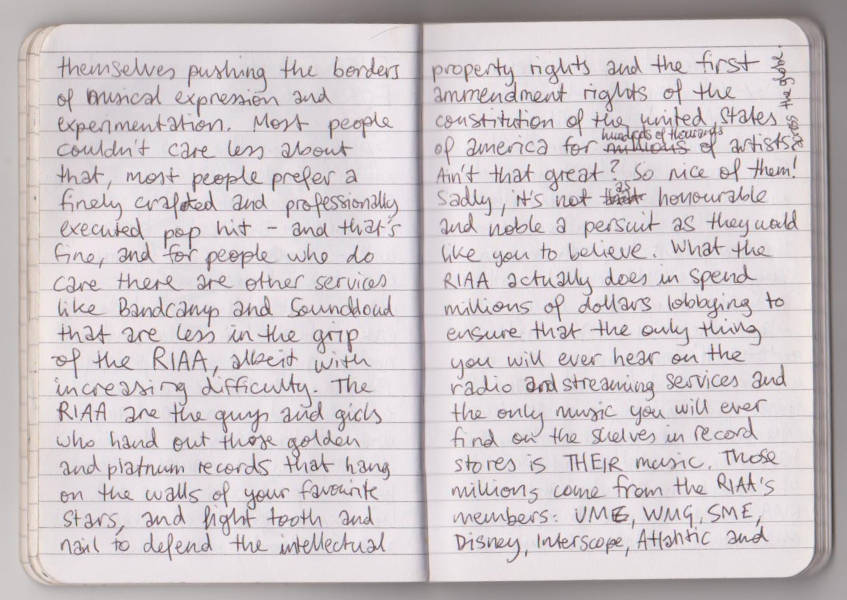 themselves pushing the borders
of musical expression and
experimentation. Most people
couldn't care less about
that, most people prefer a
finely crafted and professionally
executed pop hit – and that's
fine, and for people who do
care there are other services
like Bandcamp and Soundcloud
that are less in the grip
of the RIAA, albeit with
increasing difficulty. The
RIAA are the guys and girls
who hand out those golden
and platnum records that hang
on the walls of your favourite
stars, and fight tooth and
nail to defend the intellectual
property rights and the first
ammendment rights of the
constitution of the united states
of america for hundreds of thousands of artists
Ain't that great? So nice of them!
Sadly, it's not as honourable
and noble a persuit as they would
like you to believe. What the
RIAA actually does in spend
millions of dollars lobbying to
ensure that the only thing
you will ever hear on the
radio and streaming services and
the only music you will ever
find on the shelves in record
stores is THEIR music. Those
millions come from the RIAA's
members: UMG, WMG, SME,
Disney, Interscope, Atlantic and